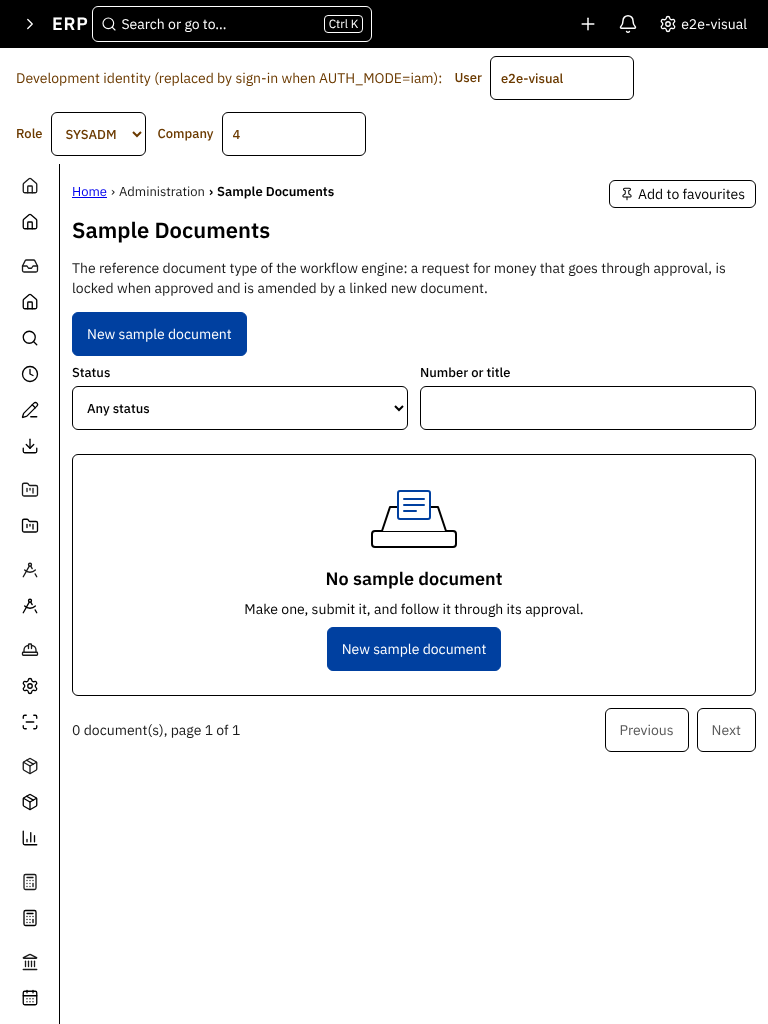 ERP
Search or go to...
Ctrl K
e2e-visual
Development identity (replaced by sign-in when AUTH_MODE=iam):
User
e2e-visual
Role
SYSADM
Company
4
Home › Administration › Sample Documents
Add to favourites
Sample Documents
The reference document type of the workflow engine: a request for money that goes through approval, is
locked when approved and is amended by a linked new document.
New sample document
Status
Number or title
Any status
No sample document
Make one, submit it, and follow it through its approval.
New sample document
0 document(s), page 1 of 1
Previous
Next